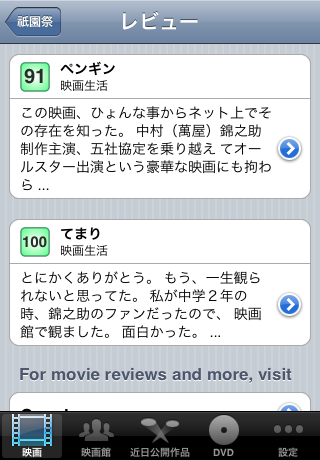 祇園祭
レビュー
91
ペンギン
映画生活
この映画、ひょんな事からネット上でそ
の存在を知った。 中村（萬屋）錦之助
制作主演、五社協定を乗り越え てオー
ルスター出演という豪華な映画にも拘わ
ら ...
100
てまり
映画生活
とにかくありがとう。 もう、一生観ら
れないと思ってた。 私が中学２年の
時、錦之助のファンだったので、 映画
館で観ました。 面白かった。 ...
For movie reviews and more, visit
映画
映画館
近日公開作品
DVD
設定